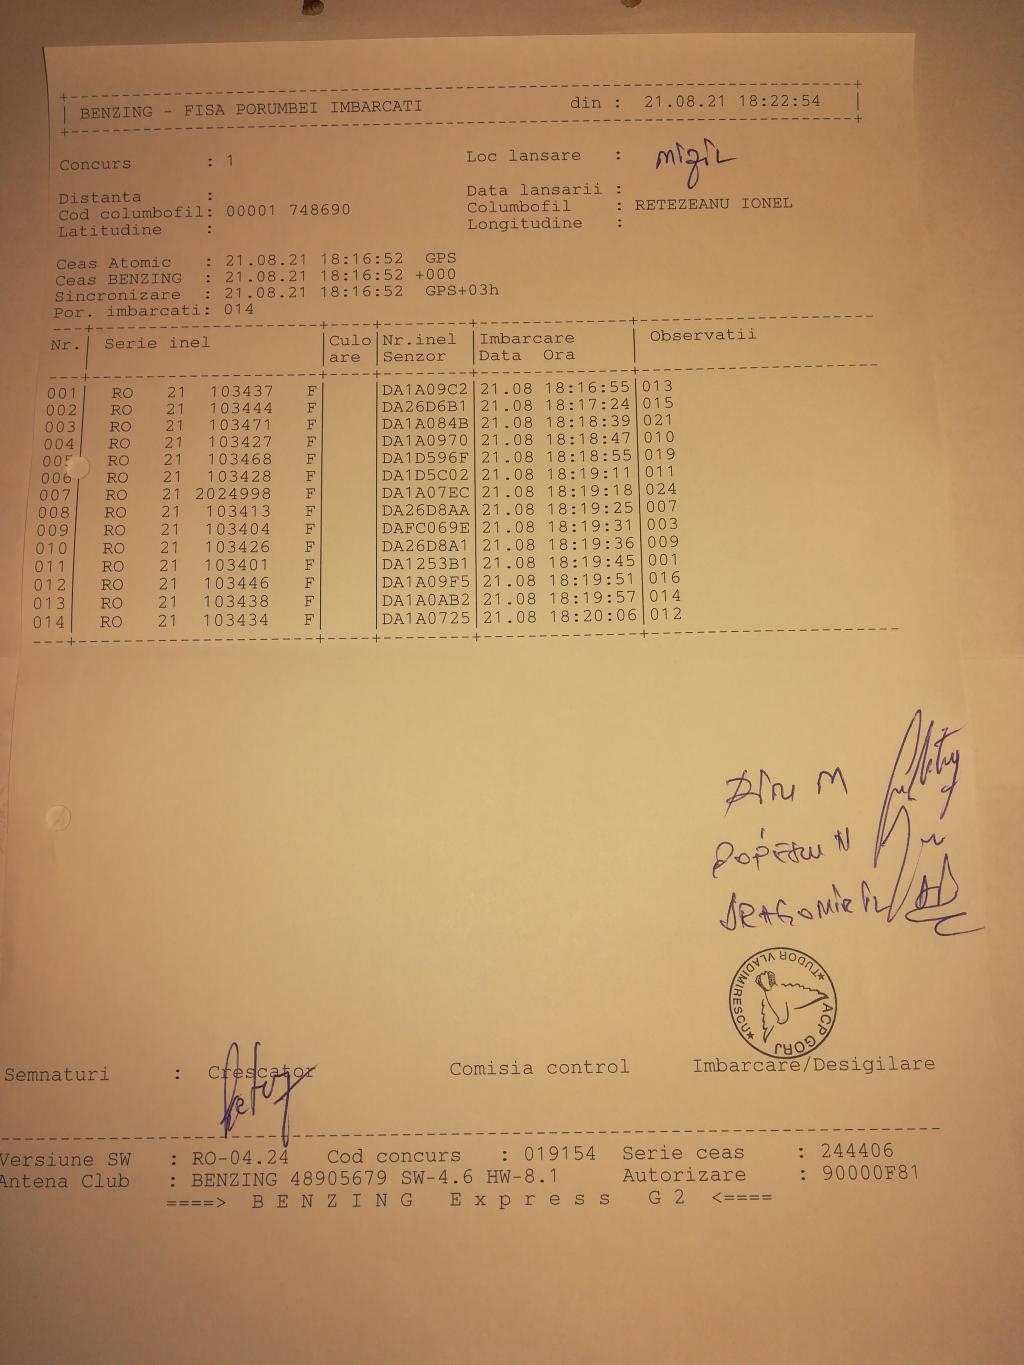 BENZING - FISA PORUMBEI IMBARCATI din : 21.08.21 18:22:54
Concurs : 1 Loc lansare : Mizil
Distanta : Data lansarii :
Cod columbofil: 00001 748690 Columbofil : RETEZEANU IONEL
Latitudine : Longitudine :
Ceas Atomic : 21.08.21 18:16:52 GPS
Ceas BENZING : 21.08.21 18:16:52 +000
Sincronizare : 21.08.21 18:16:52 GPS+03h
Por. imbarcati: 014
Nr. Serie inel Culo Nr.inel Imbarcare Observatii
are Senzor Data Ora
001 RO 21 103437 F DA1A09C2 21.08 18:16:55 013
002 RO 21 103444 F DA26D6B1 21.08 18:17:24 015
003 RO 21 103471 F DA1A084B 21.08 18:18:39 021
004 RO 21 103427 F DA1A0970 21.08 18:18:47 010
005 RO 21 103468 F DA1D596F 21.08 18:18:55 019
006 RO 21 103428 F DA1D5C02 21.08 18:19:11 011
007 RO 21 2024998 F DA1A07EC 21.08 18:19:18 024
008 RO 21 103413 F DA26D8AA 21.08 18:19:25 007
009 RO 21 103404 F DAFC069E 21.08 18:19:31 003
010 RO 21 103426 F DA26D8A1 21.08 18:19:36 009
011 RO 21 103401 F DA1253B1 21.08 18:19:45 001
012 RO 21 103446 F DA1A09F5 21.08 18:19:51 016
013 RO 21 103438 F DA1A0AB2 21.08 18:19:57 014
014 RO 21 103434 F DA1A0725 21.08 18:20:06 012
M
Popescu N
Dragomir
ACP GORJ *TUDOR VLADIMIRESCU*
Semnaturi : Crescator Comisia control Imbarcare/Desigilare
Versiune SW : RO-04.24 Cod concurs : 019154 Serie ceas : 244406
Antena Club : BENZING 48905679 SW-4.6 HW-8.1 Autorizare : 90000F81
====> B E N Z I N G E x p r e s s G 2 <====